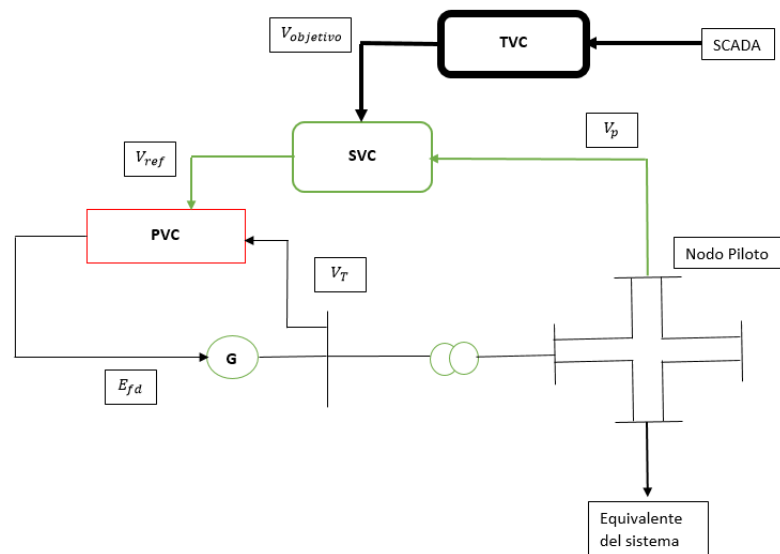 V_objetivo
TVC
SCADA
V_p
V_ref
SVC
PVC
Nodo Piloto
V_T
G
E_fd
Equivalente
del sistema